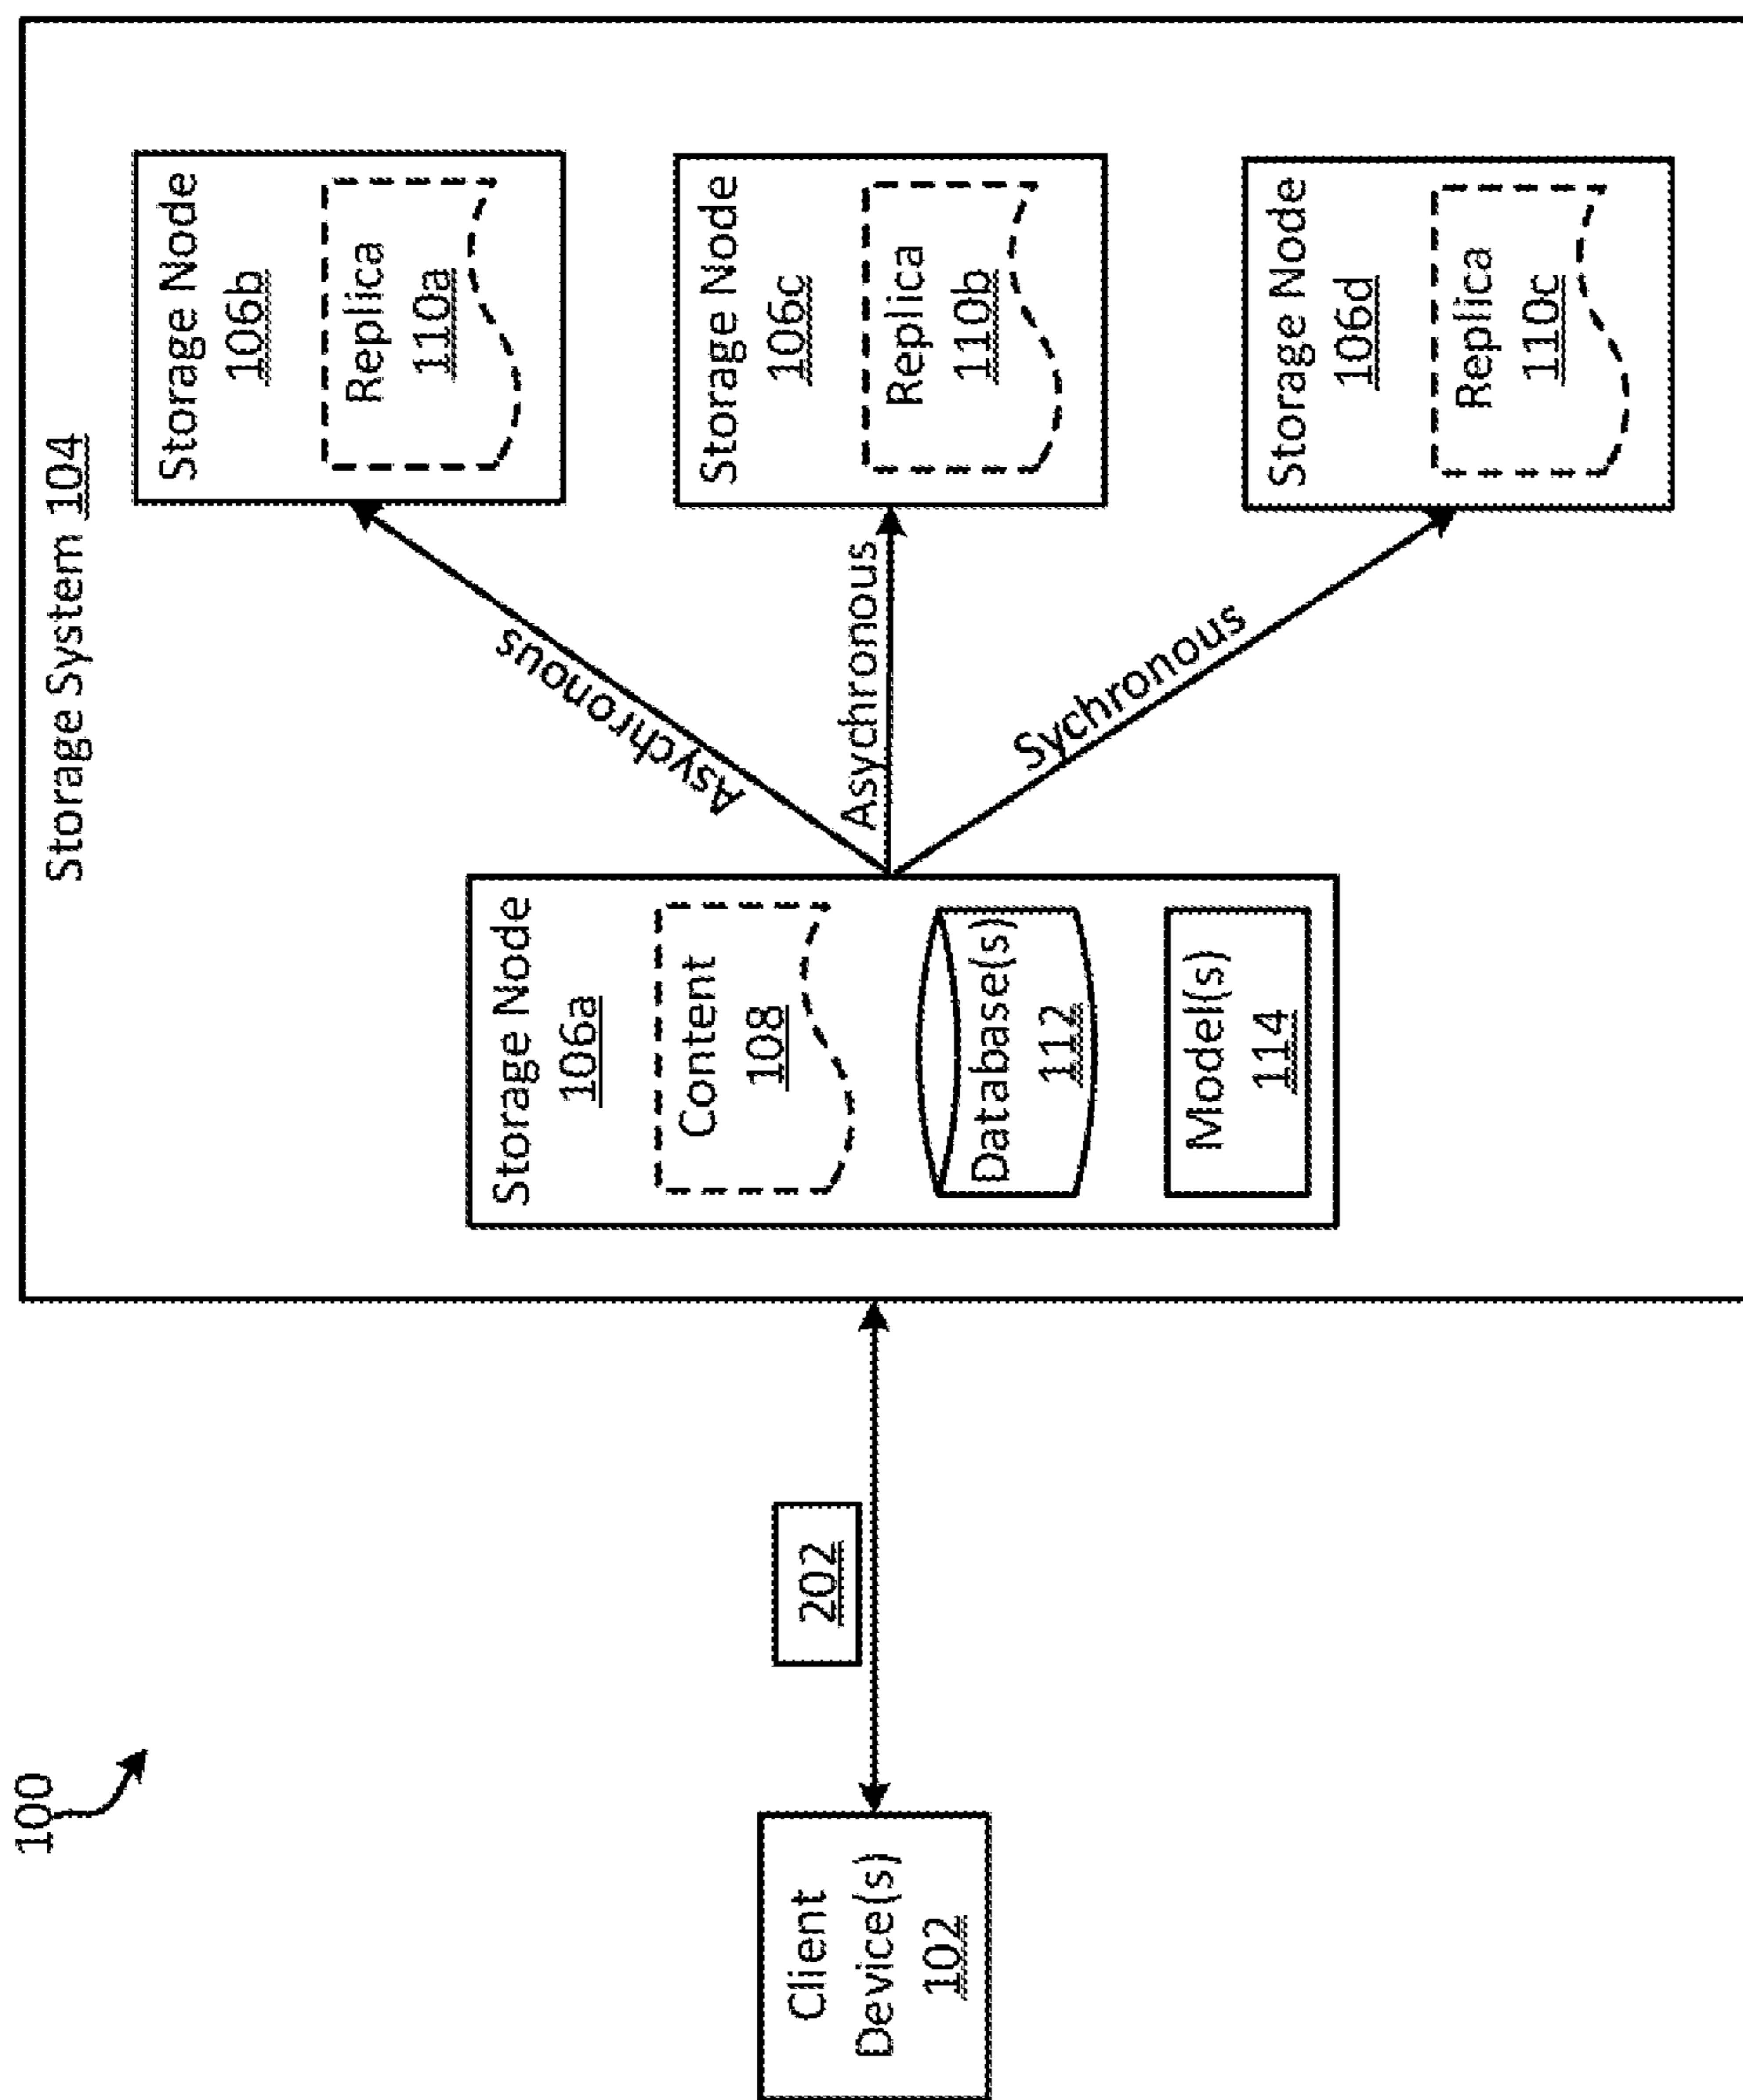 100
Client
Device(s)
102
202
Storage System 104
Storage Node
106a
Content
108
Database(s)
112
Model(s)
114
Asychronous
Asychronous
Sychronous
Storage Node
106b
Replica
110a
Storage Node
106c
Replica
110b
Storage Node
106d
Replica
110c